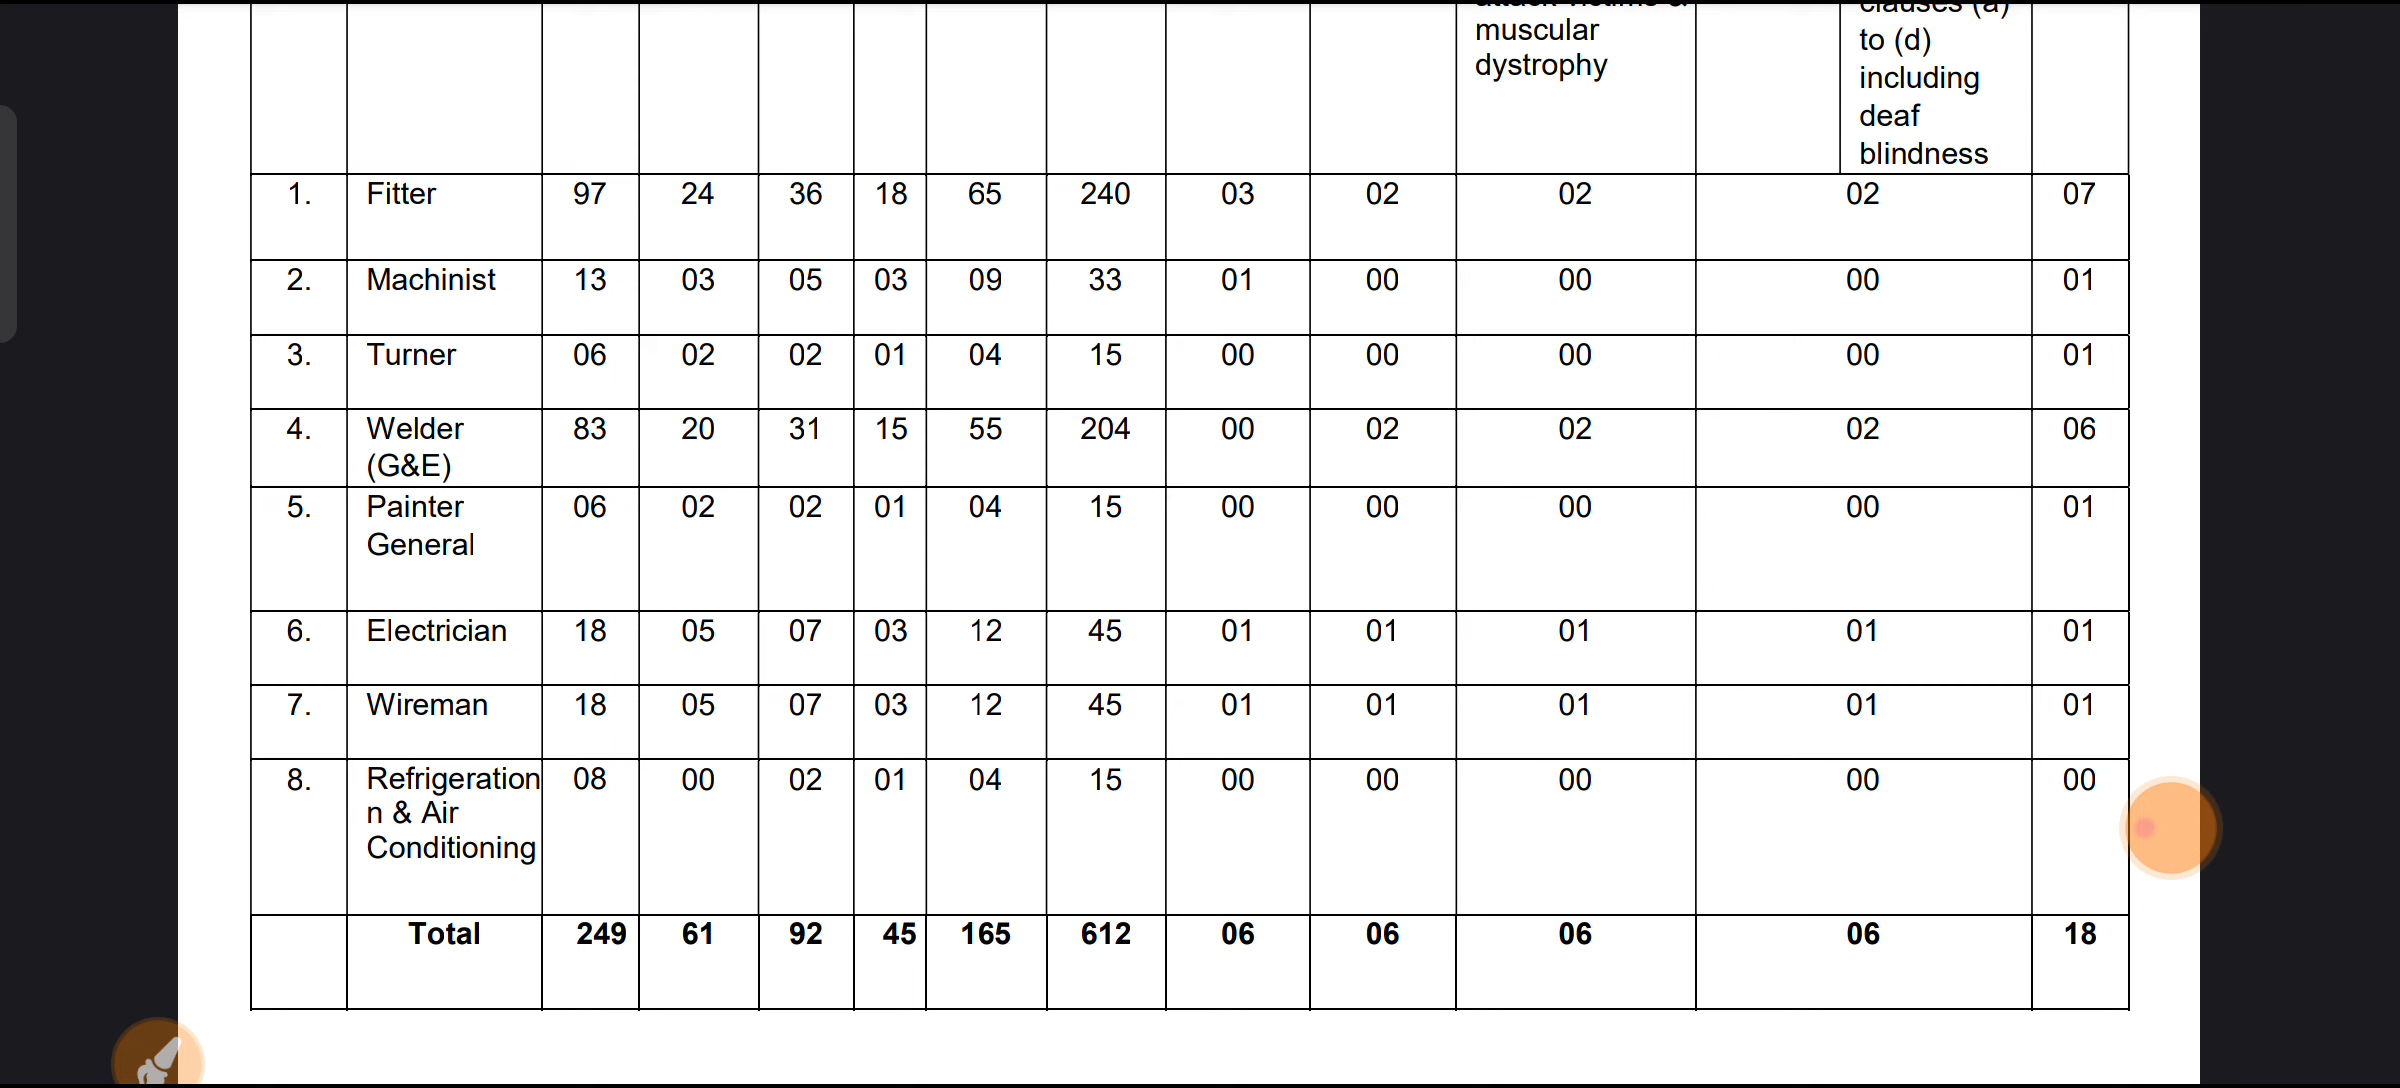 muscular
dystrophy
to (d)
including
deaf
blindness
1. Fitter 97 24 36 18 65 240 03 02 02 02 07
2. Machinist 13 03 05 03 09 33 01 00 00 00 01
3. Turner 06 02 02 01 04 15 00 00 00 00 01
4. Welder 83 20 31 15 55 204 00 02 02 02 06
(G&E)
5. Painter 06 02 02 01 04 15 00 00 00 00 01
General
6. Electrician 18 05 07 03 12 45 01 01 01 01 01
7. Wireman 18 05 07 03 12 45 01 01 01 01 01
8. Refrigeration 08 00 02 01 04 15 00 00 00 00 00
n & Air
Conditioning
Total 249 61 92 45 165 612 06 06 06 06 18